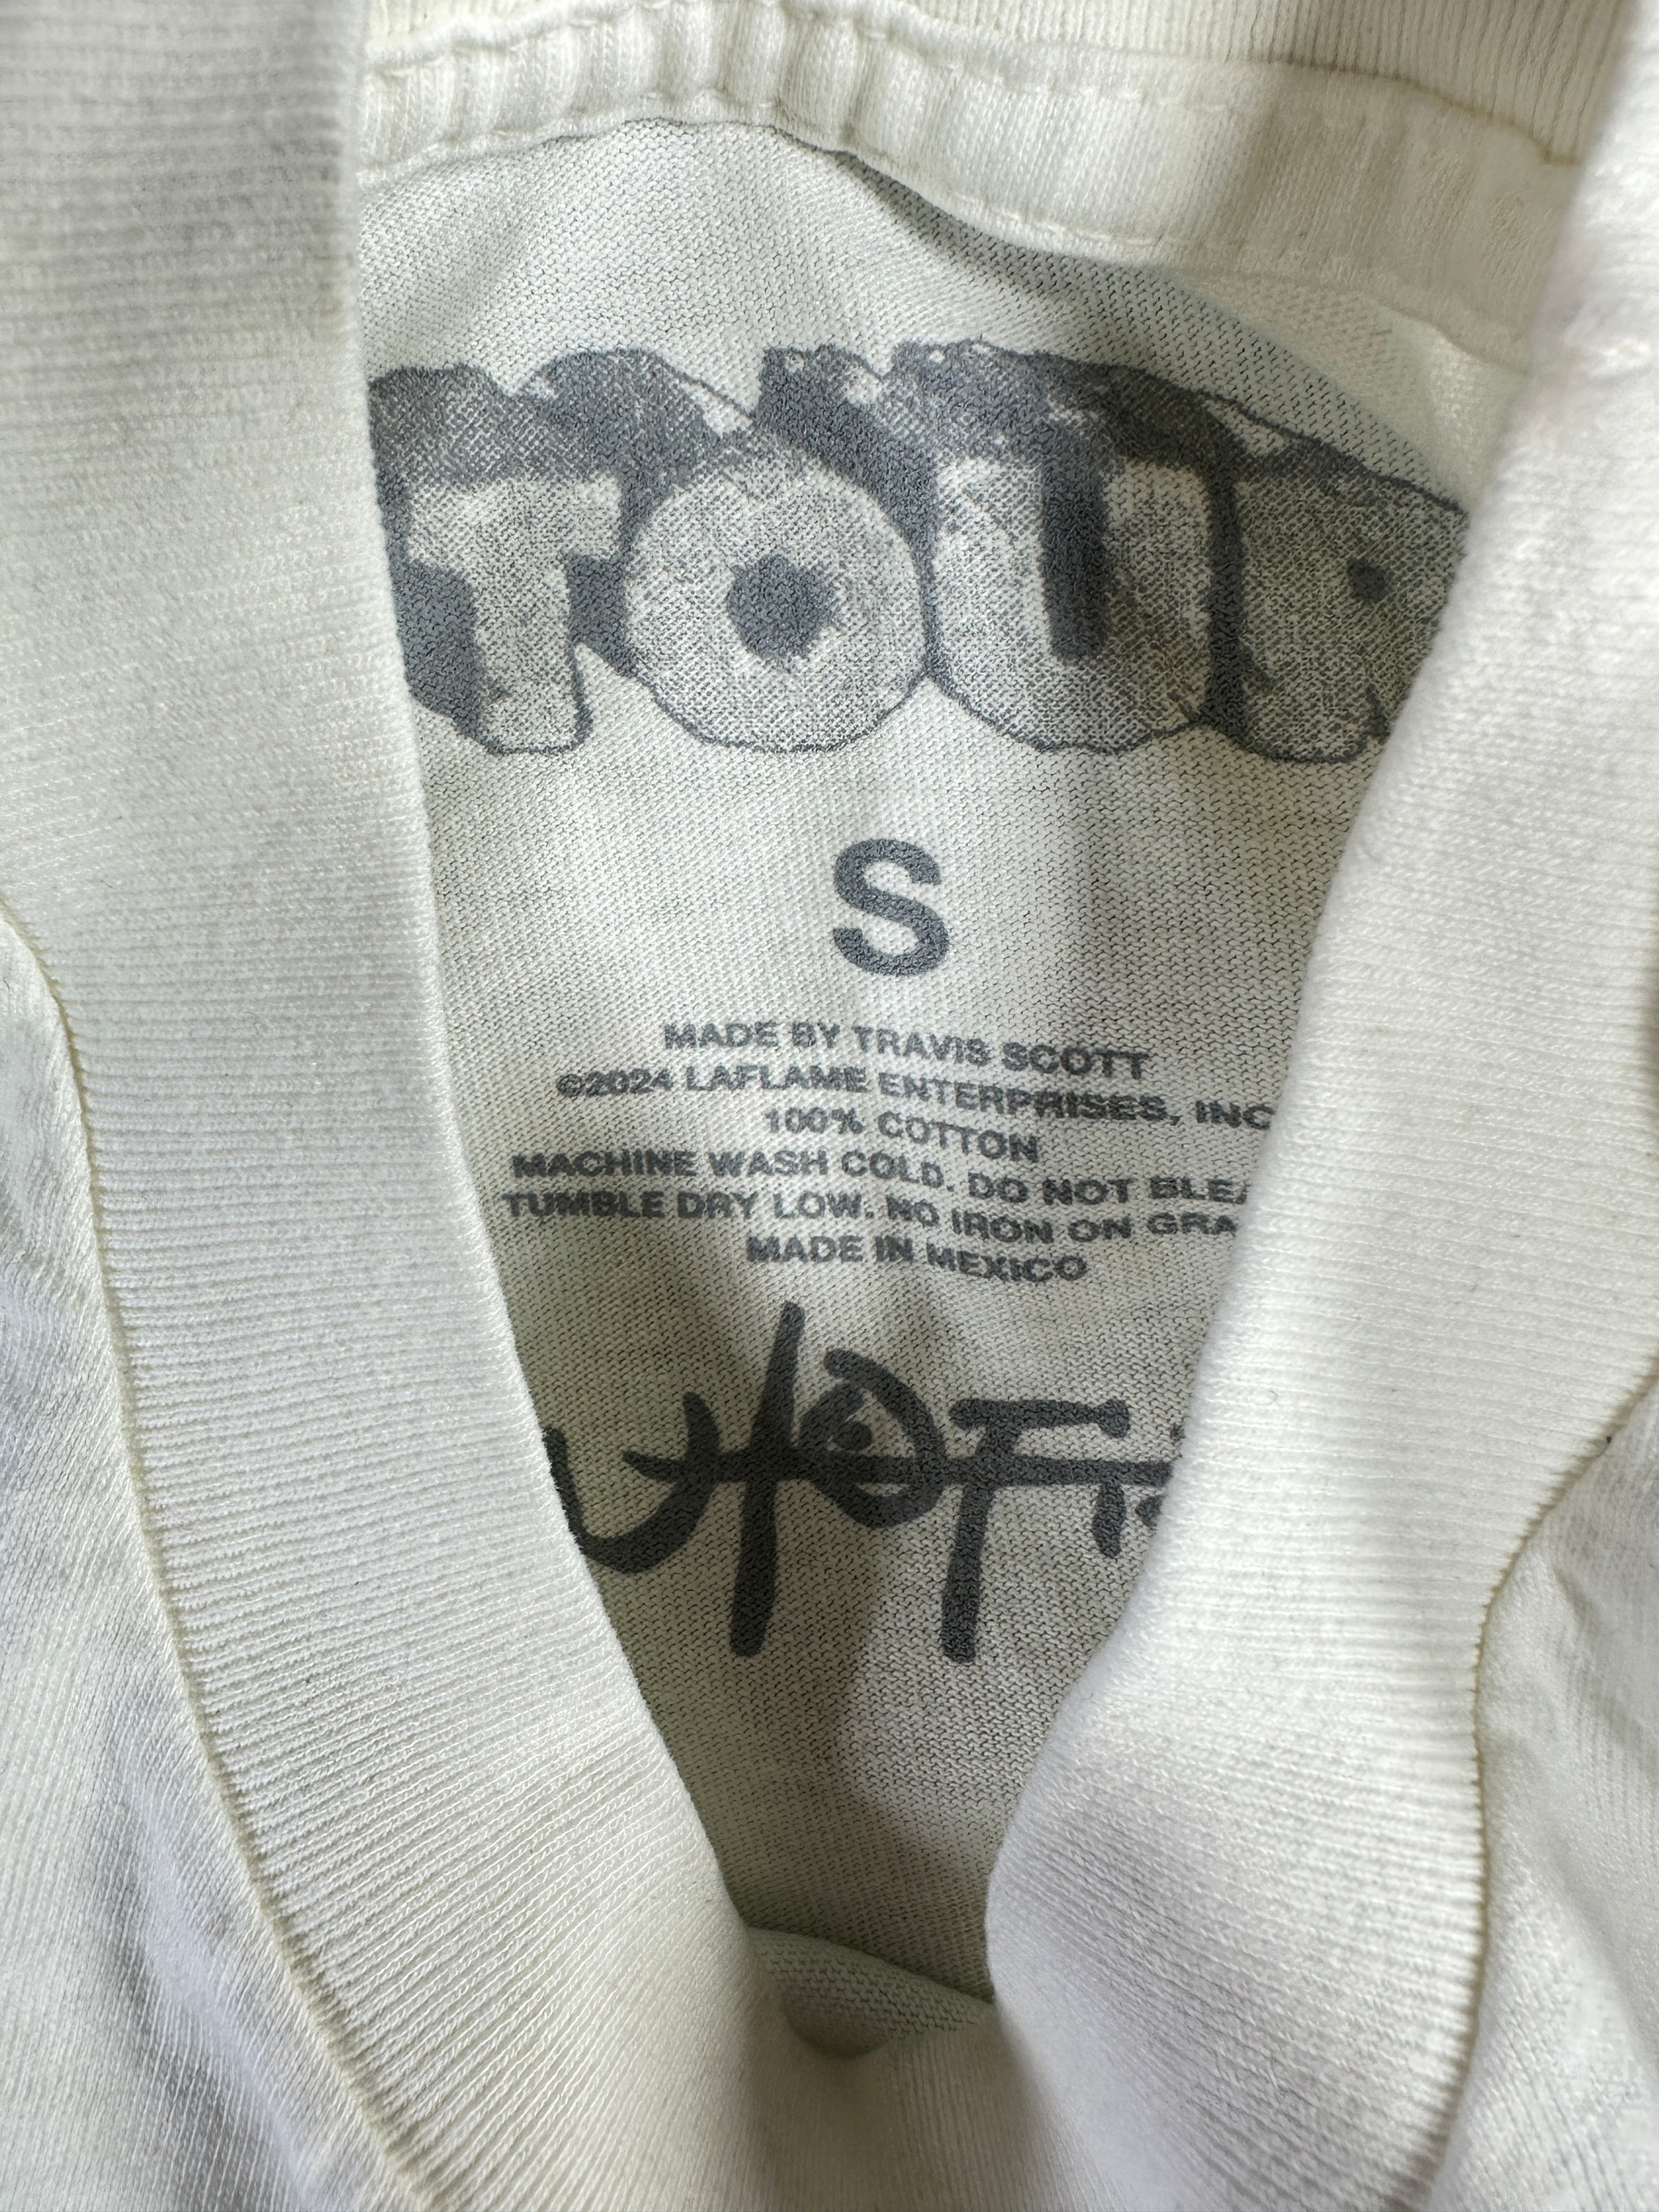 TOUR
S
MADE BY TRAVIS SCOTT
©2024 LAFLAME ENTERPRISES, INC
100% COTTON
MACHINE WASH COLD. DO NOT BLEA
TUMBLE DRY LOW. NO IRON ON GRA
MADE IN MEXICO